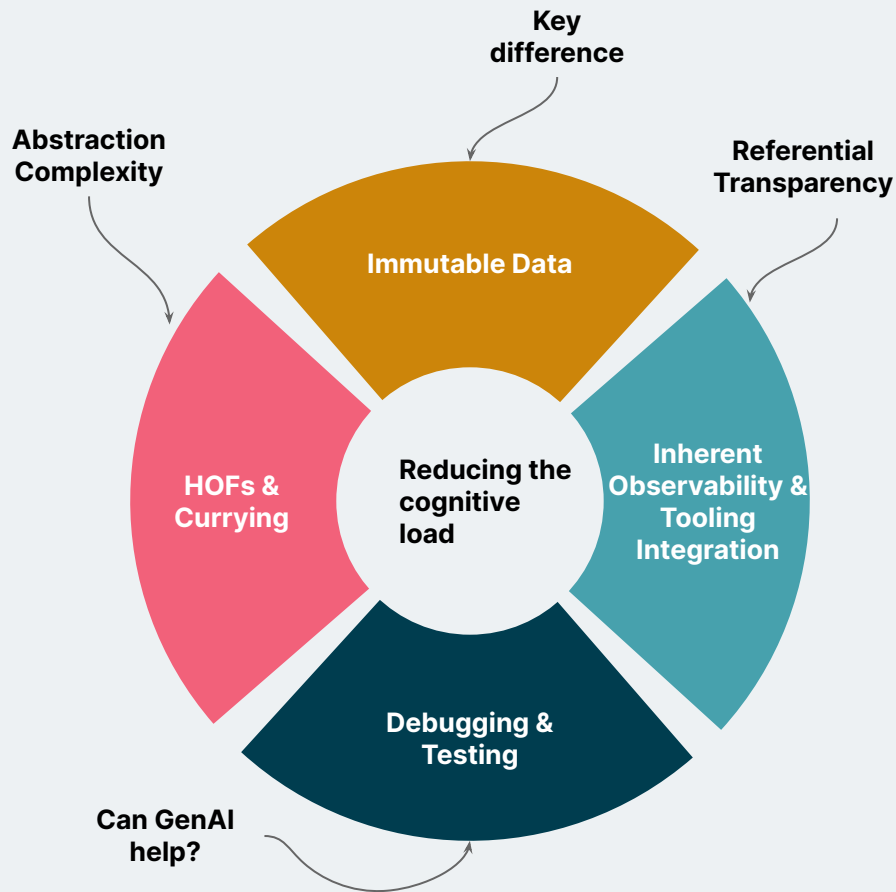 Key
difference
Abstraction
Complexity
Referential
Transparency
Immutable Data
HOFs &
Currying
Reducing the
cognitive
load
Inherent
Observability &
Tooling
Integration
Debugging &
Testing
Can GenAI
help?